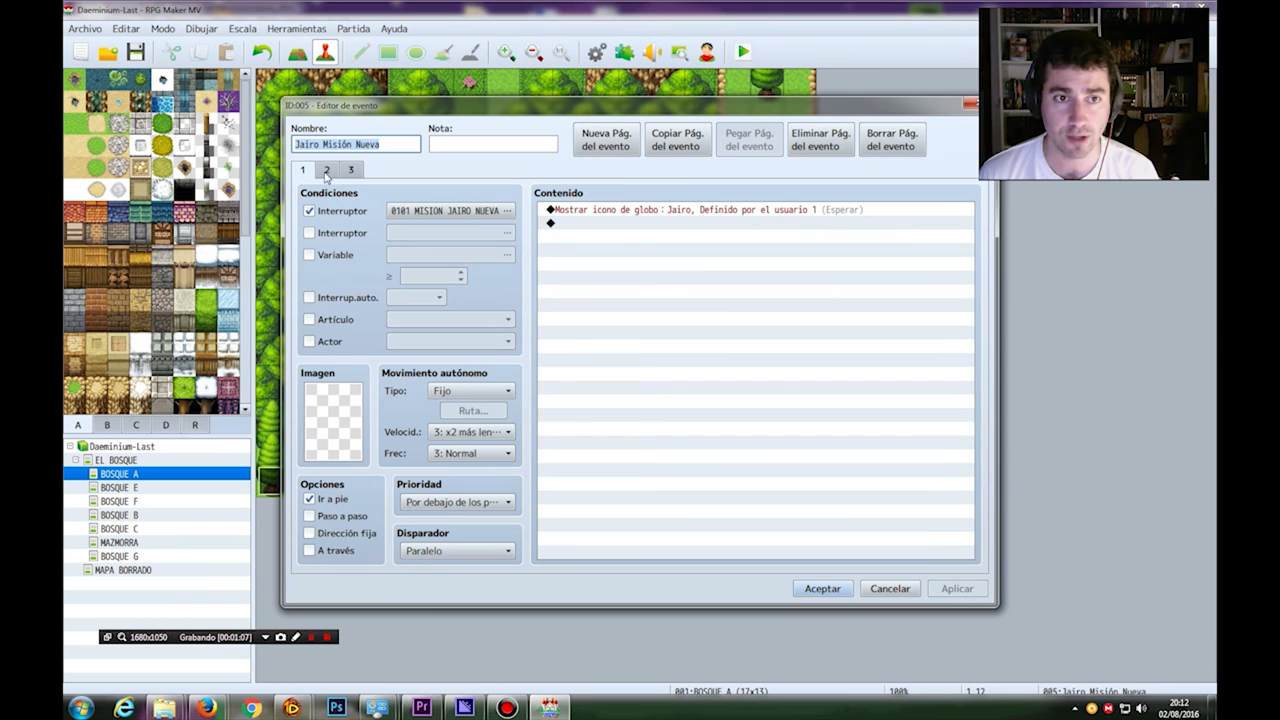 Daeminium-Last - RPG Maker MV
Archivo Editar Modo Dibujar Escala Herramientas Partida Ayuda
ID:005 - Editor de evento
Nombre: Nota:
Jairo Misión Nueva
Nueva Pág. del evento
Copiar Pág. del evento
Pegar Pág. del evento
Eliminar Pág. del evento
Borrar Pág. del evento
1 2 3
Condiciones
Interruptor 0101 MISION JAIRO NUEVA ...
Interruptor ...
Variable ...
≥
Interrup.auto.
Artículo
Actor
Imagen
Movimiento autónomo
Tipo: Fijo
Ruta...
Velocid.: 3: x2 más len...
Frec: 3: Normal
Opciones
Ir a pie
Paso a paso
Dirección fija
A través
Prioridad
Por debajo de los p...
Disparador
Paralelo
Contenido
◆Mostrar icono de globo：Jairo, Definido por el usuario 1 (Esperar)
◆
Aceptar Cancelar Aplicar
A B C D R
Daeminium-Last
EL BOSQUE
BOSQUE A
BOSQUE E
BOSQUE F
BOSQUE B
BOSQUE C
MAZMORRA
BOSQUE G
MAPA BORRADO
1680x1050 Grabando [00:01:07]
001:BOSQUE A (17x13) 100% 1,12 005:Jairo Misión Nueva
Ps Pr
20:12
02/08/2016